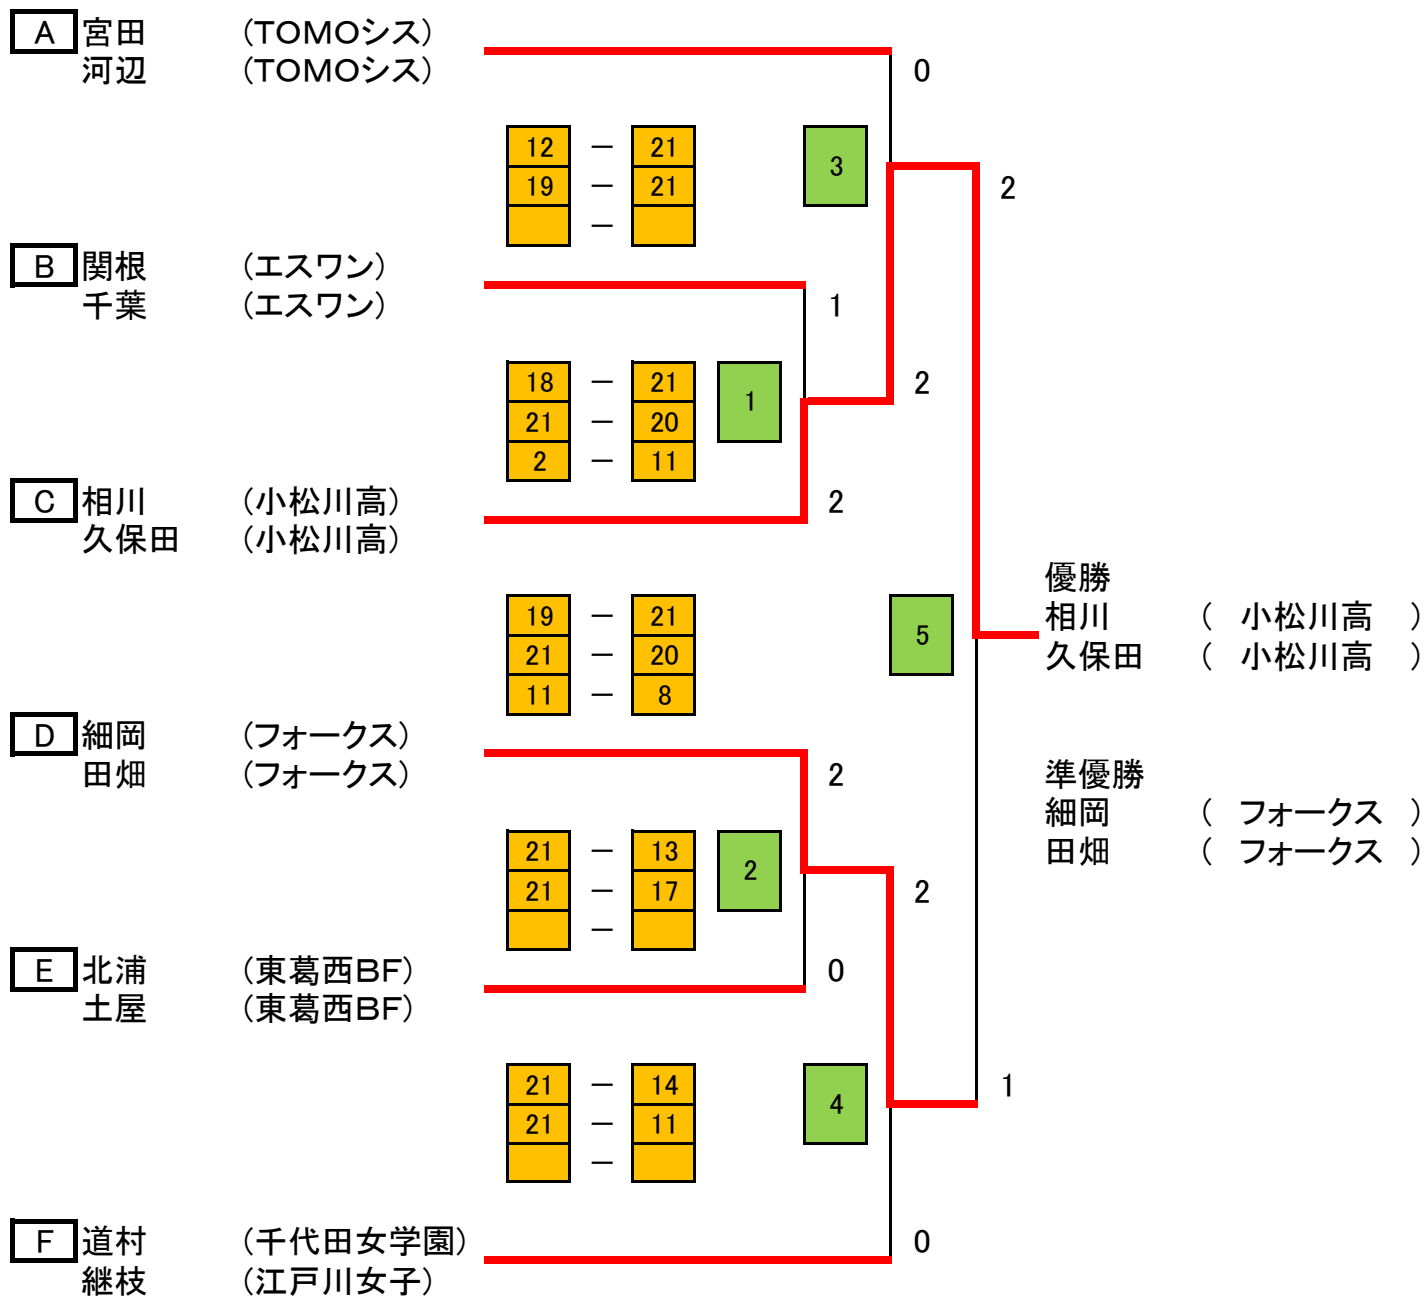 A 宮田 (TOMOシス)
河辺 (TOMOシス)
0
12 － 21
3
19 － 21
2
－
B 関根 (エスワン)
千葉 (エスワン)
1
18 － 21
2
1
21 － 20
2 － 11
C 相川 (小松川高)
2
久保田 (小松川高)
優勝
19 － 21
相川 ( 小松川高 )
5
21 － 20
久保田 ( 小松川高 )
11 － 8
D 細岡 (フォークス)
田畑 (フォークス)
2
準優勝
細岡 ( フォークス )
21 － 13
田畑 ( フォークス )
2
21 － 17
2
－
E 北浦 (東葛西BF)
0
土屋 (東葛西BF)
21 － 14
1
4
21 － 11
－
F 道村 (千代田女学園)
0
継枝 (江戸川女子)